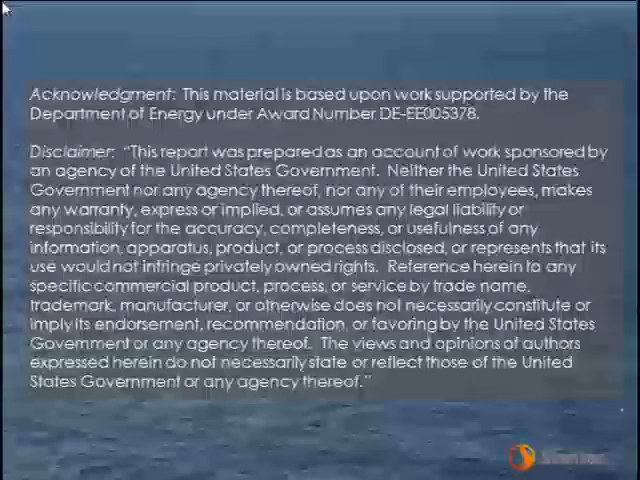 Acknowledgment: This material is based upon work supported by the
Department of Energy under Award Number DE-EE005378.
Disclaimer: "This report was prepared as an account of work sponsored by
an agency of the United States Government. Neither the United States
Government nor any agency thereof, nor any of their employees, makes
any warranty, express or implied, or assumes any legal liability or
responsibility for the accuracy, completeness, or usefulness of any
information, apparatus, product, or process disclosed, or represents that its
use would not infringe privately owned rights. Reference herein to any
specific commercial product, process, or service by trade name,
trademark, manufacturer, or otherwise does not necessarily constitute or
imply its endorsement, recommendation, or favoring by the United States
Government or any agency thereof. The views and opinions of authors
expressed herein do not necessarily state or reflect those of the United
States Government or any agency thereof."